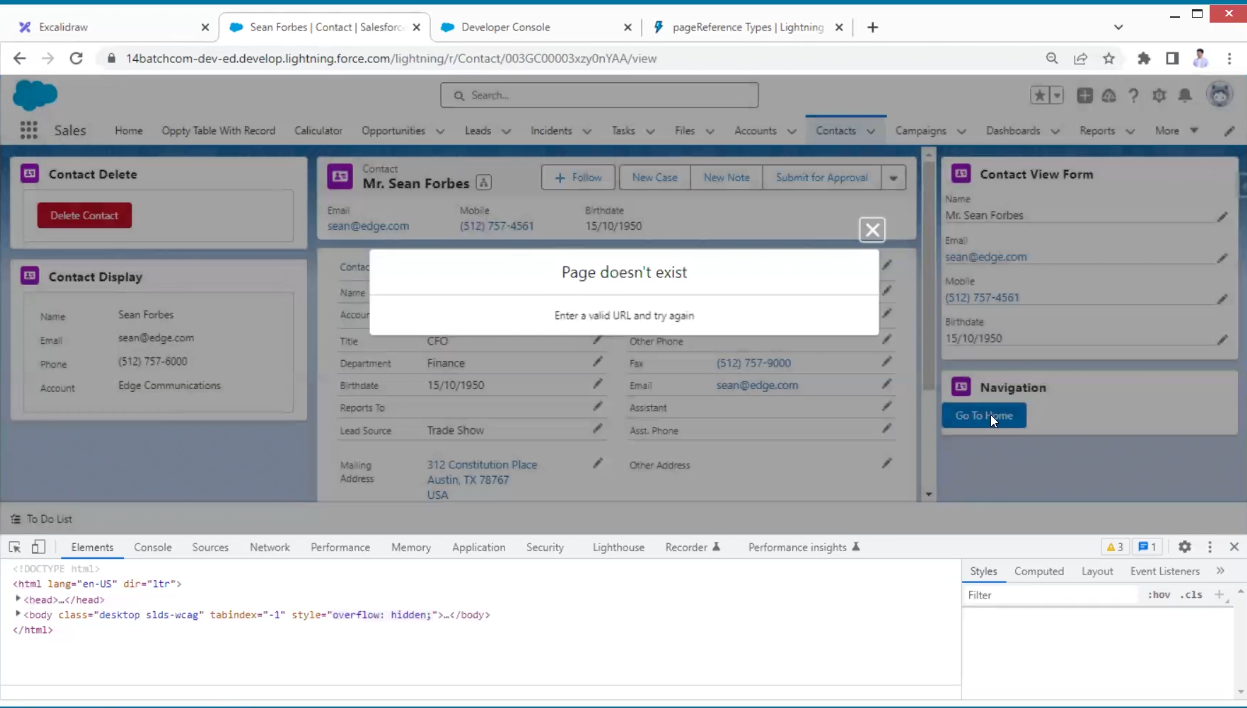 Excalidraw
Sean Forbes | Contact | Salesforc
Developer Console
pageReference Types | Lightning
14batchcom-dev-ed.develop.lightning.force.com/lightning/r/Contact/003GC00003xzy0nYAA/view
Search...
Sales Home Oppty Table With Record Calculator Opportunities Leads Incidents Tasks Files Accounts Contacts Campaigns Dashboards Reports More
Contact Delete
Delete Contact
Contact Display
Name Sean Forbes
Email sean@edge.com
Phone (512) 757-6000
Account Edge Communications
Contact
Mr. Sean Forbes
+ Follow New Case New Note Submit for Approval
Email Mobile Birthdate
sean@edge.com (512) 757-4561 15/10/1950
Page doesn't exist
Enter a valid URL and try again
Contac
Name
Accour
Title CFO Other Phone
Department Finance Fax (512) 757-9000
Birthdate 15/10/1950 Email sean@edge.com
Reports To Assistant
Lead Source Trade Show Asst. Phone
Mailing Address 312 Constitution Place Other Address
Austin, TX 78767
USA
Contact View Form
Name
Mr. Sean Forbes
Email
sean@edge.com
Mobile
(512) 757-4561
Birthdate
15/10/1950
Navigation
Go To Home
To Do List
Elements Console Sources Network Performance Memory Application Security Lighthouse Recorder Performance insights 3 1
<!DOCTYPE html>
<html lang="en-US" dir="ltr">
<head>…</head>
<body class="desktop slds-wcag" tabindex="-1" style="overflow: hidden;">…</body>
</html>
Styles Computed Layout Event Listeners »
Filter :hov .cls +